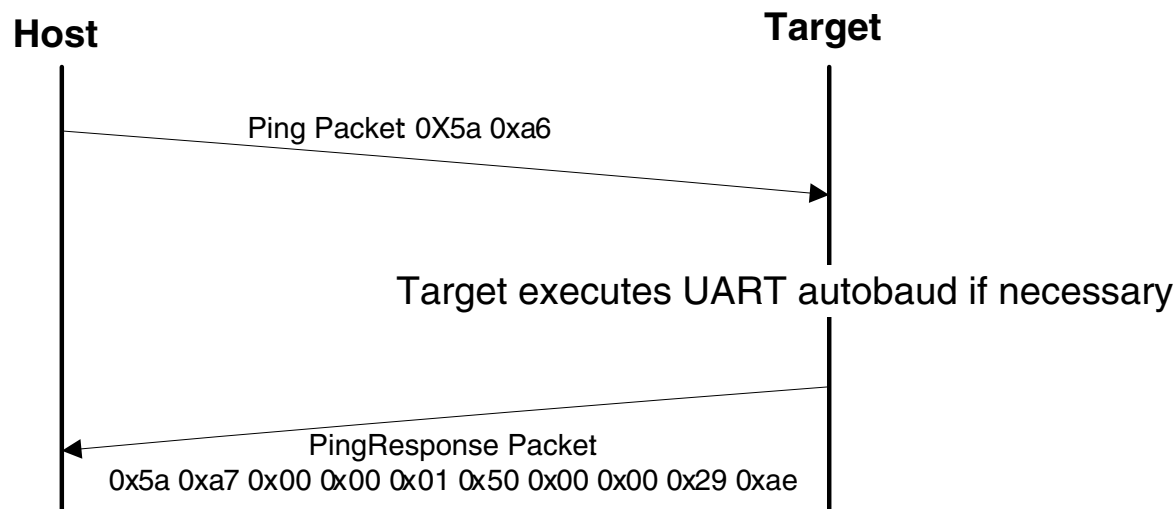 Host
Target
Ping Packet 0X5a 0xa6
Target executes UART autobaud if necessary
PingResponse Packet
0x5a 0xa7 0x00 0x00 0x01 0x50 0x00 0x00 0x29 0xae